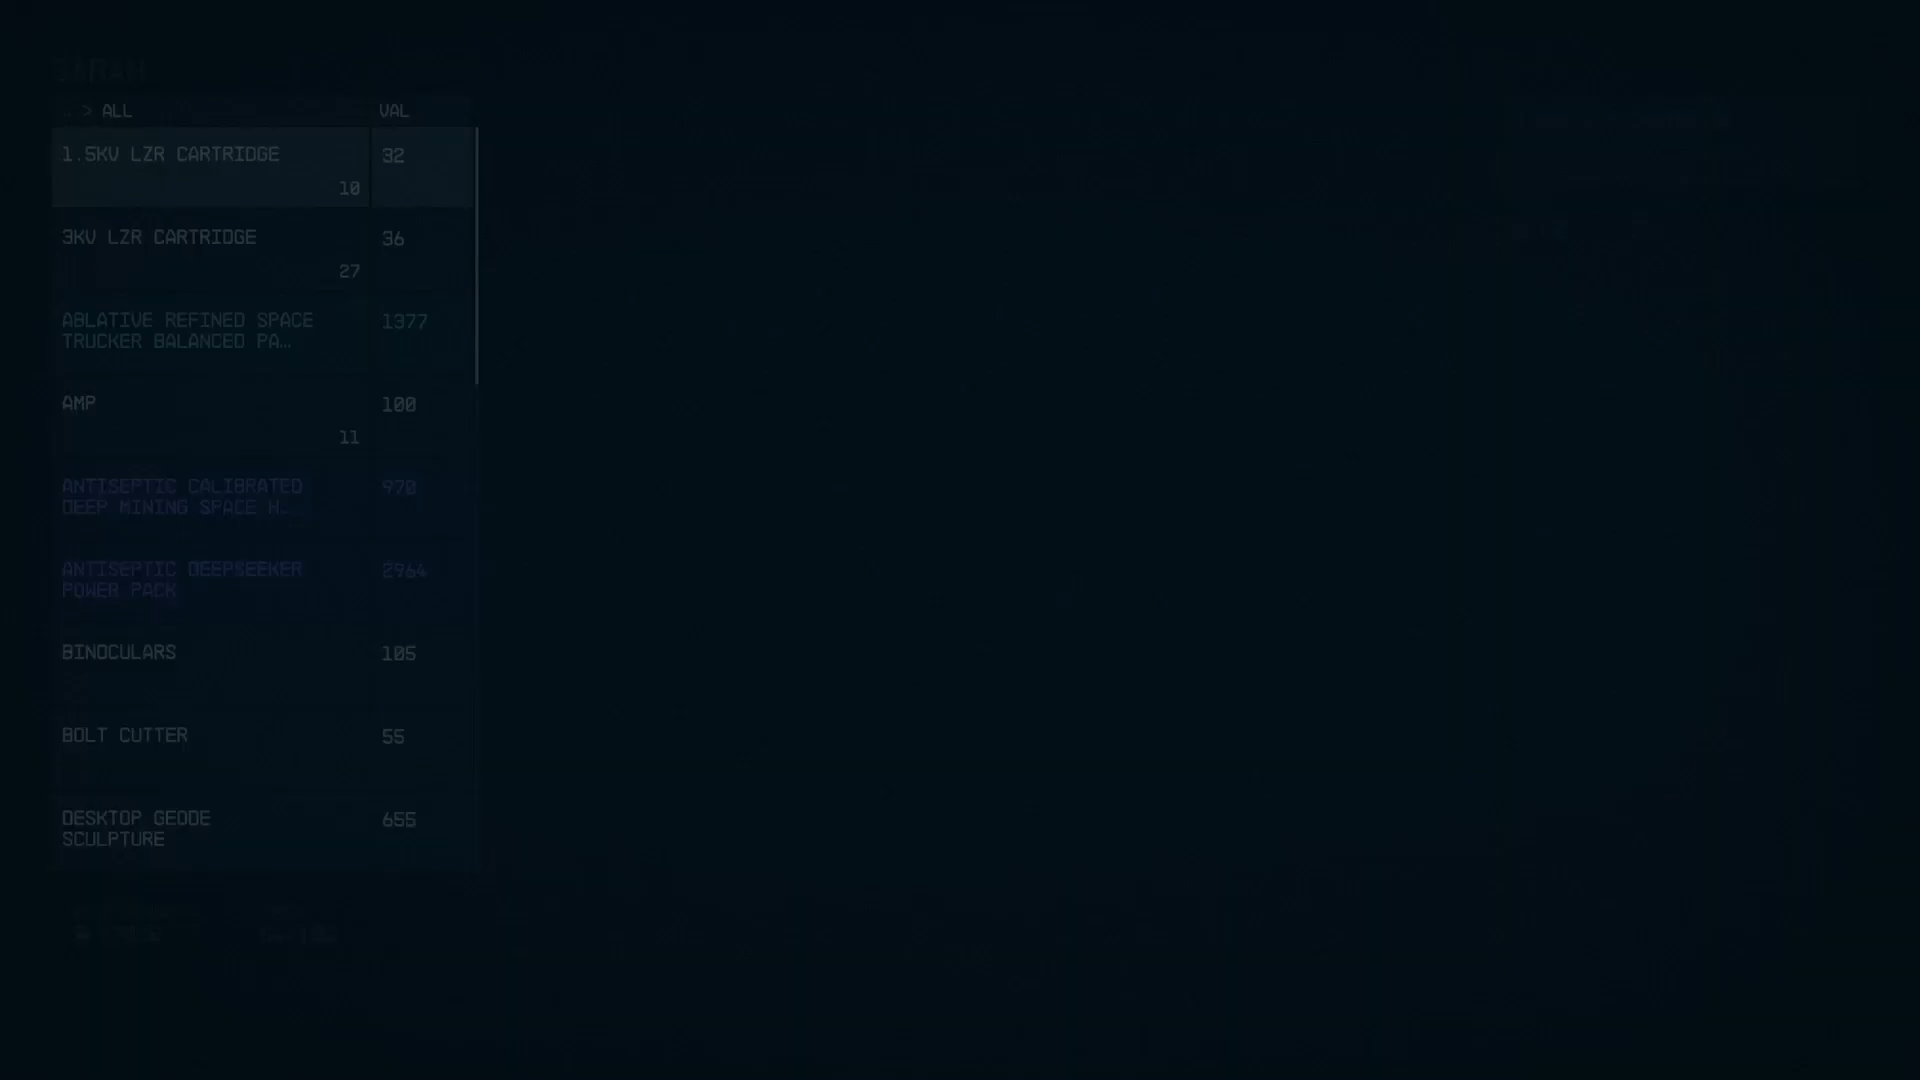 SARAH
.. > ALL VAL
1.5KV LZR CARTRIDGE 32
10
3KV LZR CARTRIDGE 36
27
ABLATIVE REFINED SPACE 1377
TRUCKER BALANCED PA…
AMP 100
11
ANTISEPTIC CALIBRATED 970
DEEP MINING SPACE H…
ANTISEPTIC DEEPSEEKER 2964
POWER PACK
BINOCULARS 105
BOLT CUTTER 55
DESKTOP GEODE 655
SCULPTURE